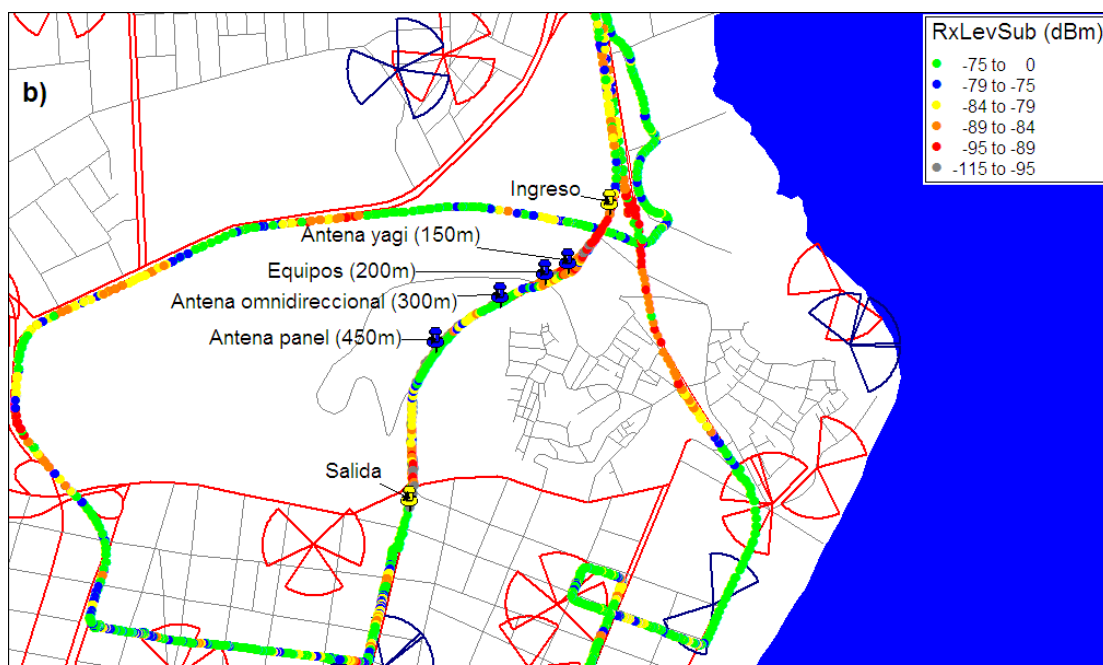 b)
RxLevSub (dBm)
-75 to 0
-79 to -75
-84 to -79
-89 to -84
-95 to -89
-115 to -95
Ingreso
Antena yagi (150m)
Equipos (200m)
Antena omnidireccional (300m)
Antena panel (450m)
Salida